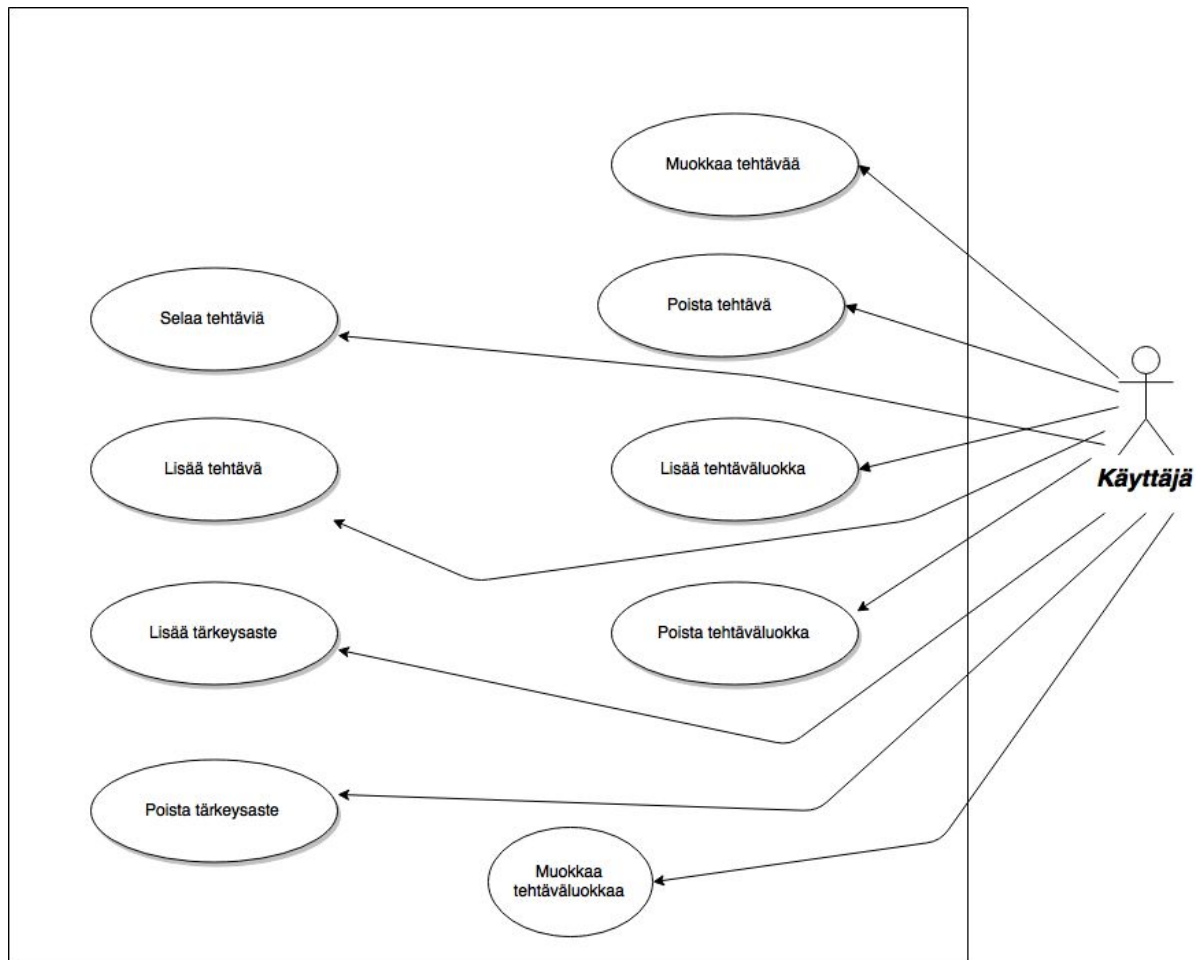 Muokkaa tehtävää
Selaa tehtäviä
Poista tehtävä
Lisää tehtävä
Lisää tehtäväluokka
Käyttäjä
Lisää tärkeysaste
Poista tehtäväluokka
Poista tärkeysaste
Muokkaa
tehtäväluokkaa